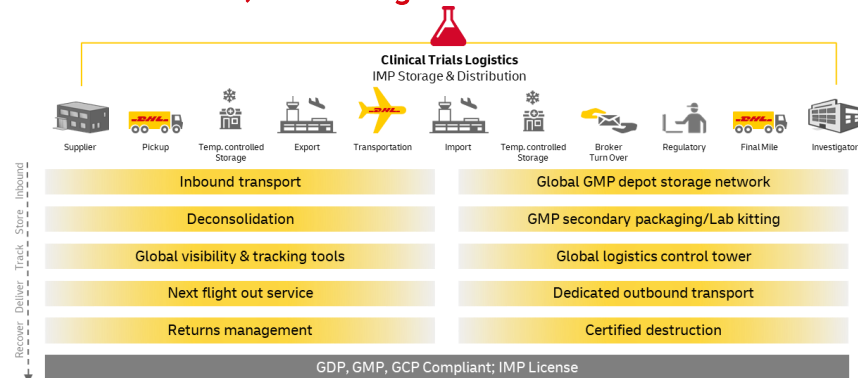 Clinical Trials Logistics
IMP Storage & Distribution
DHL
DHL
DHL
Supplier
Pickup
Temp. controlled
Storage
Export
Transportation
Import
Temp. controlled
Storage
Broker
Turn Over
Regulatory
Final Mile
Investigator
Inbound
Inbound transport
Global GMP depot storage network
Store
Deconsolidation
GMP secondary packaging/Lab kitting
Track
Global visibility & tracking tools
Global logistics control tower
Deliver
Next flight out service
Dedicated outbound transport
Recover
Returns management
Certified destruction
GDP, GMP, GCP Compliant; IMP License